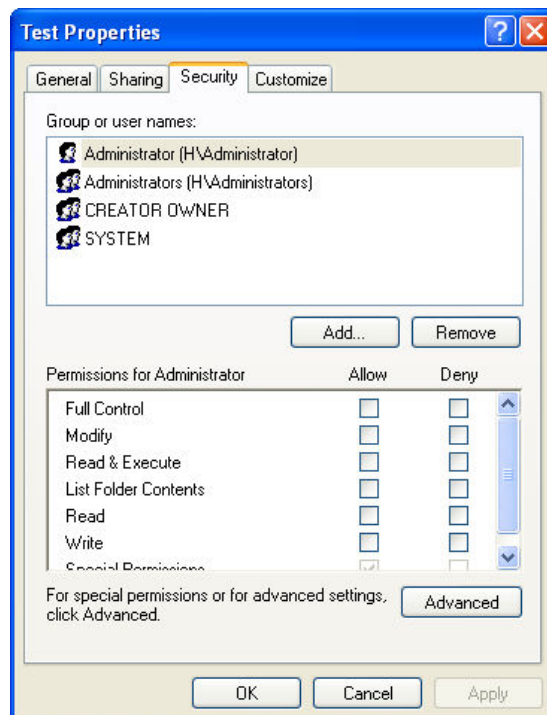 Test Properties
General Sharing Security Customize
Group or user names:
Administrator (H\Administrator)
Administrators (H\Administrators)
CREATOR OWNER
SYSTEM
Add... Remove
Permissions for Administrator Allow Deny
Full Control
Modify
Read & Execute
List Folder Contents
Read
Write
Special Permissions
For special permissions or for advanced settings, Advanced
click Advanced.
OK Cancel Apply